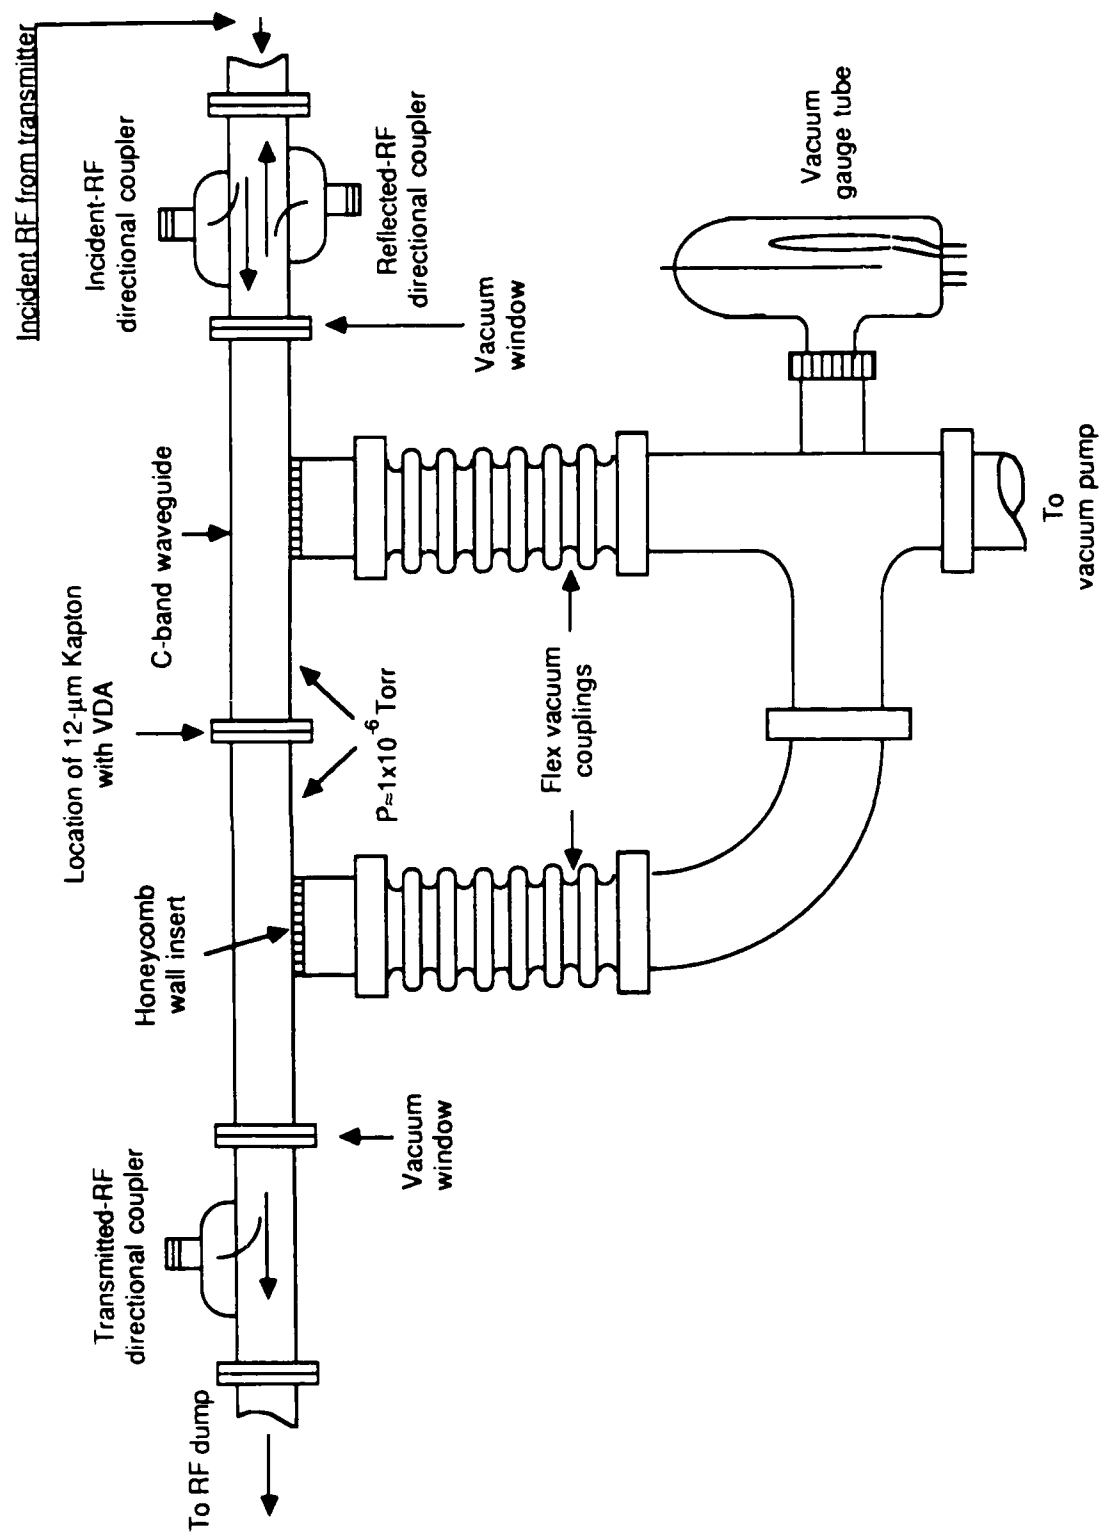 Incident RF from transmitter
Incident-RF
directional coupler
Reflected-RF
directional coupler
Vacuum
window
Vacuum
gauge tube
C-band waveguide
To
vacuum pump
Location of 12-μm Kapton
with VDA
P≈1x10⁻⁶ Torr
Flex vacuum
couplings
Honeycomb
wall insert
Vacuum
window
Transmitted-RF
directional coupler
To RF dump